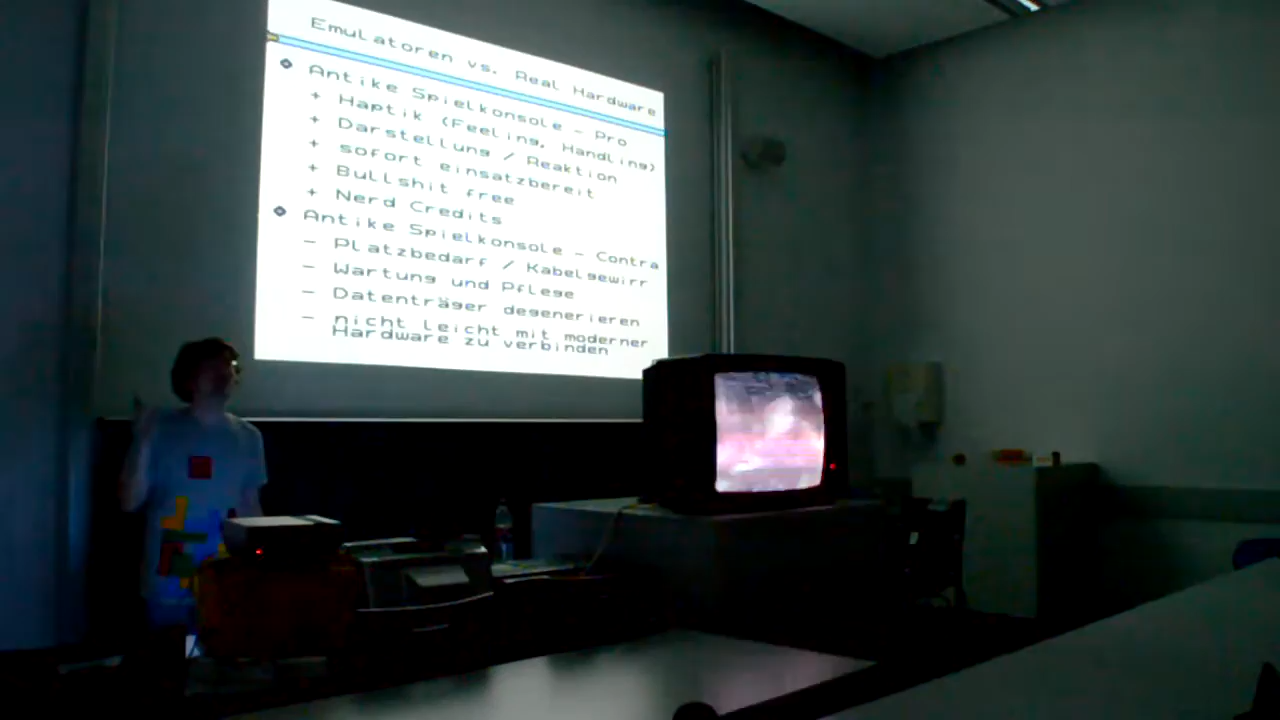 Emulatoren vs. Real Hardware
Antike Spielkonsole - Pro
+ Haptik (Feeling, Handling)
+ Darstellung / Reaktion
+ sofort einsatzbereit
+ Bullshit free
+ Nerd Credits
Antike Spielkonsole - Contra
- Platzbedarf / Kabelgewirr
- Wartung und Pflege
- Datenträger degenerieren
- nicht leicht mit moderner
Hardware zu verbinden